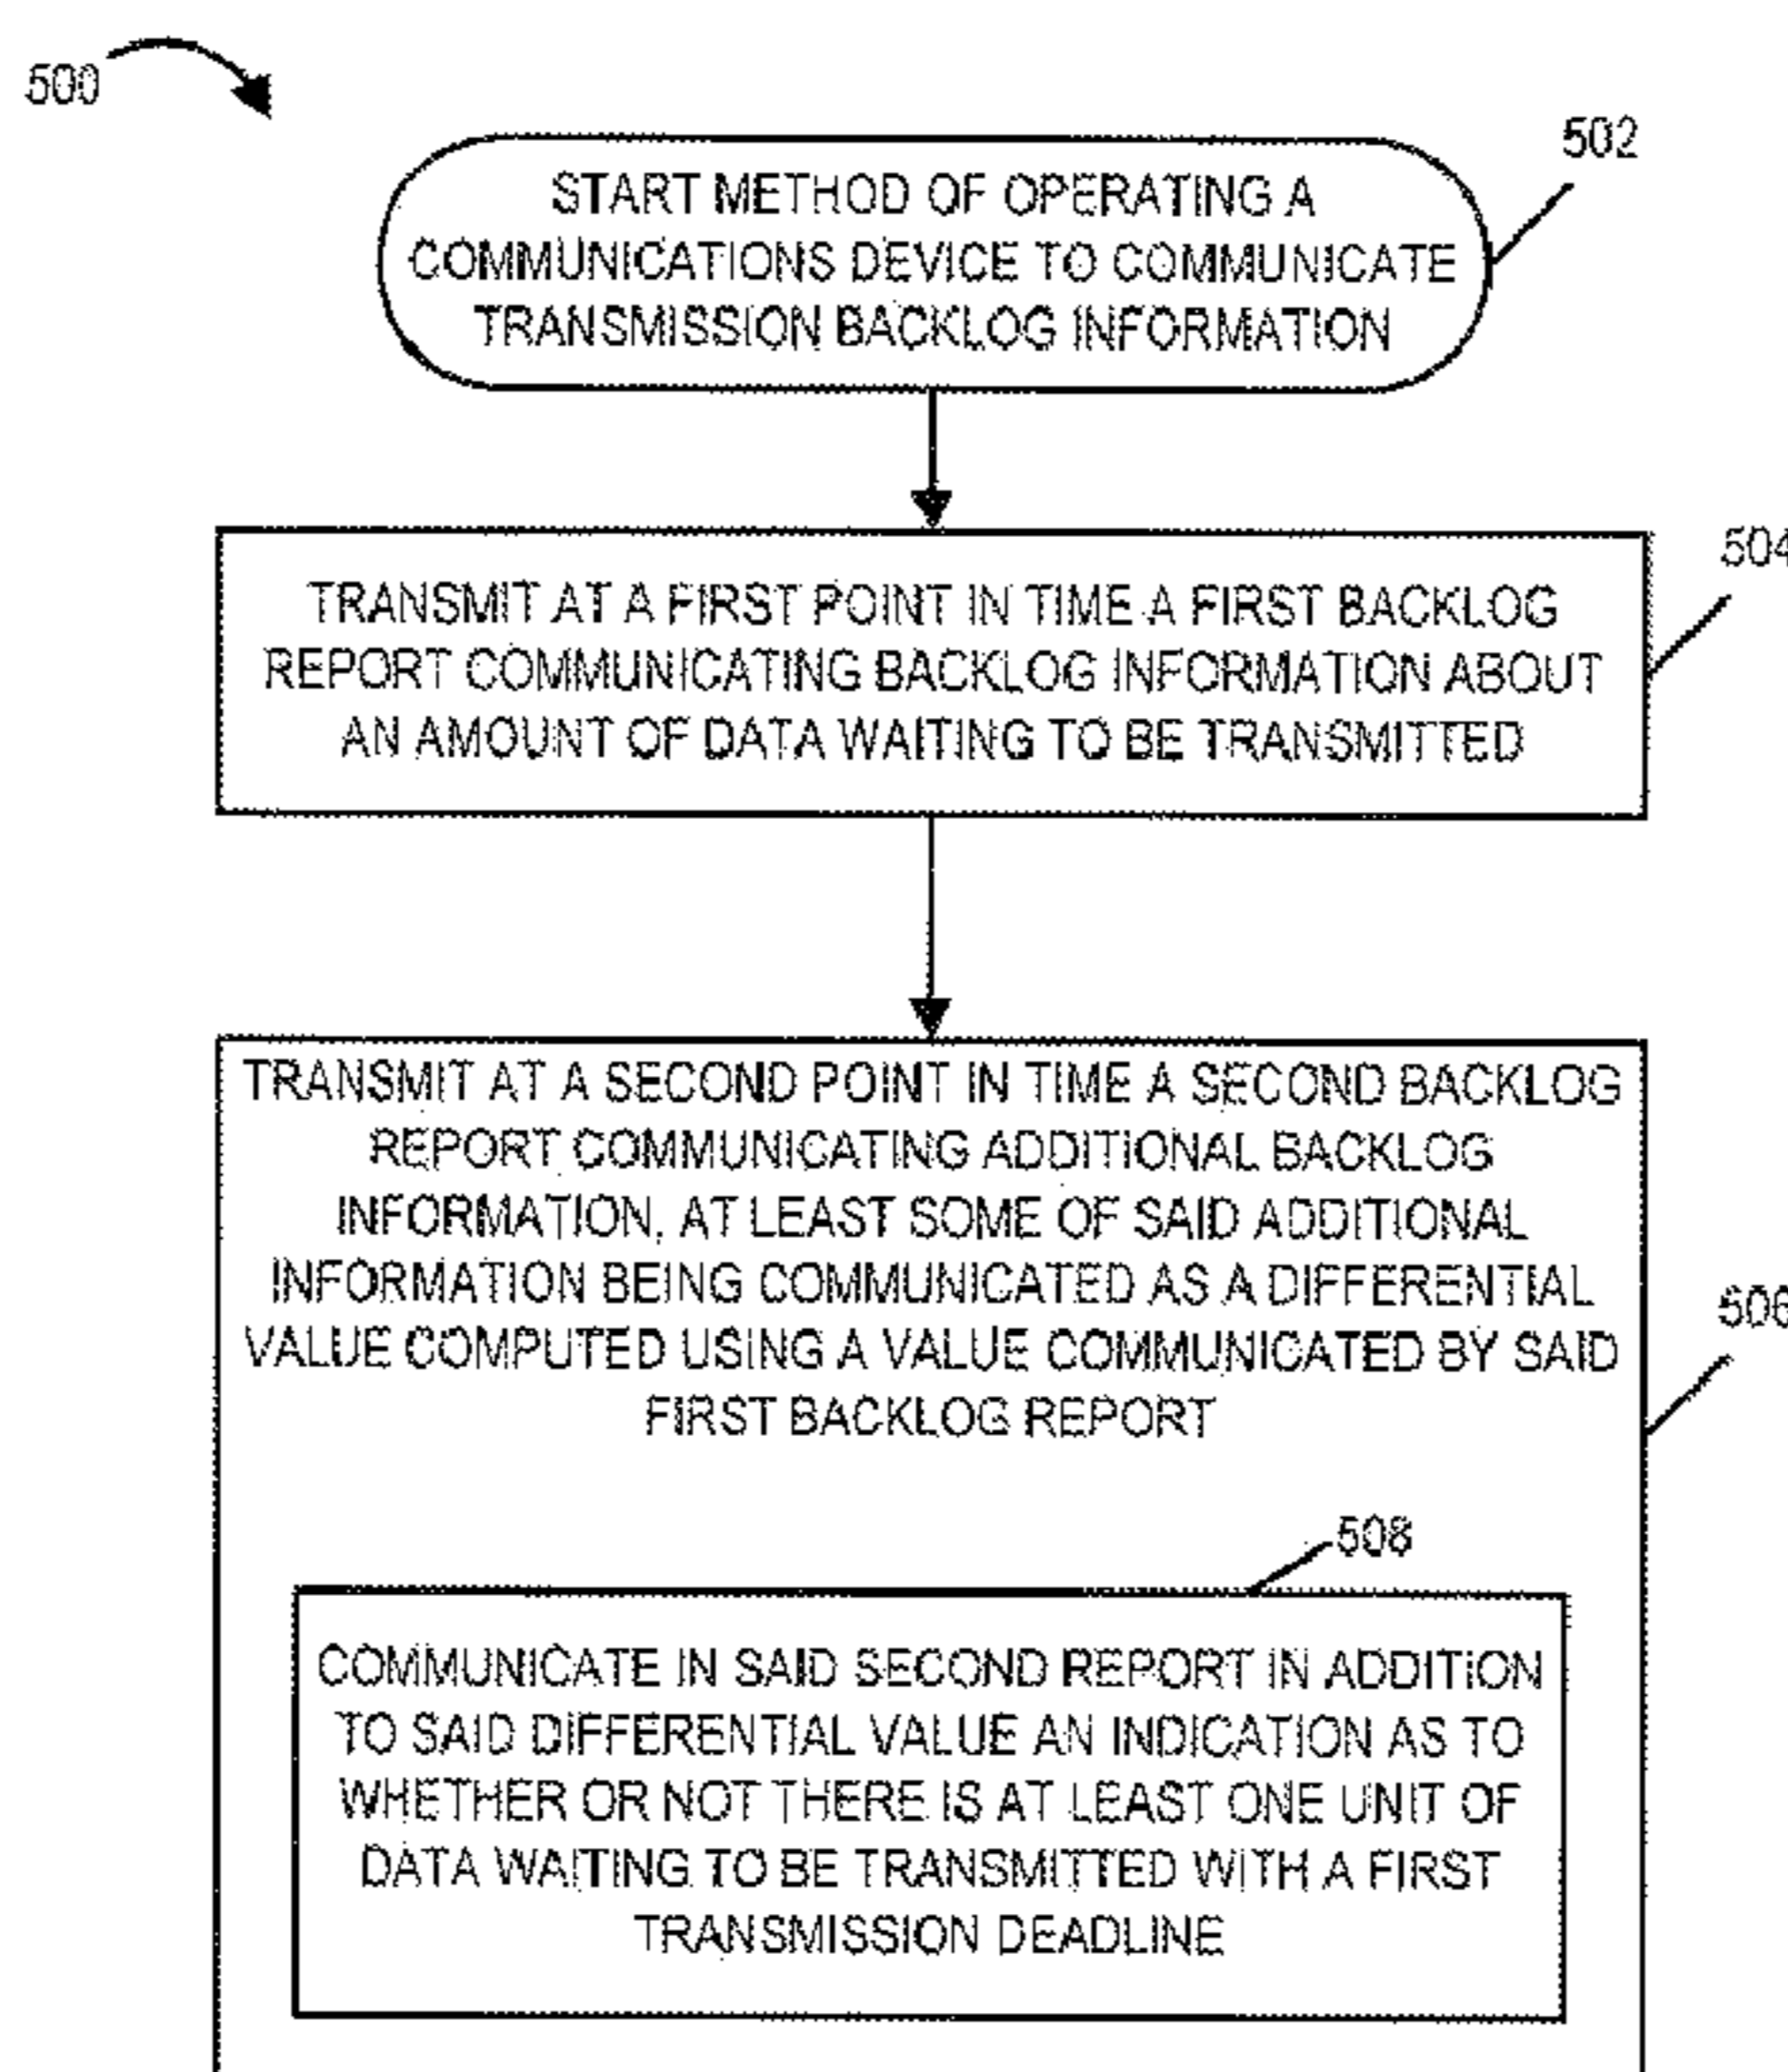 500
502
START METHOD OF OPERATING A
COMMUNICATIONS DEVICE TO COMMUNICATE
TRANSMISSION BACKLOG INFORMATION
504
TRANSMIT AT A FIRST POINT IN TIME A FIRST BACKLOG
REPORT COMMUNICATING BACKLOG INFORMATION ABOUT
AN AMOUNT OF DATA WAITING TO BE TRANSMITTED
TRANSMIT AT A SECOND POINT IN TIME A SECOND BACKLOG
REPORT COMMUNICATING ADDITIONAL BACKLOG
INFORMATION, AT LEAST SOME OF SAID ADDITIONAL
INFORMATION BEING COMMUNICATED AS A DIFFERENTIAL
VALUE COMPUTED USING A VALUE COMMUNICATED BY SAID
FIRST BACKLOG REPORT
506
508
COMMUNICATE IN SAID SECOND REPORT IN ADDITION
TO SAID DIFFERENTIAL VALUE AN INDICATION AS TO
WHETHER OR NOT THERE IS AT LEAST ONE UNIT OF
DATA WAITING TO BE TRANSMITTED WITH A FIRST
TRANSMISSION DEADLINE